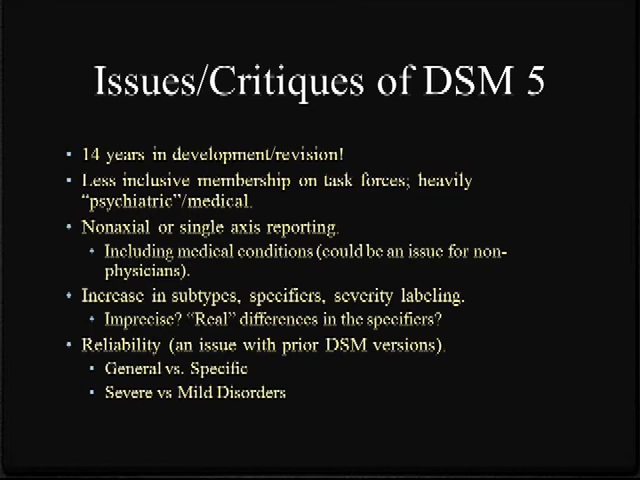 Issues/Critiques of DSM 5
▪ 14 years in development/revision!
▪ Less inclusive membership on task forces; heavily
“psychiatric”/medical.
▪ Nonaxial or single axis reporting.
▪ Including medical conditions (could be an issue for non-
physicians).
▪ Increase in subtypes, specifiers, severity labeling.
▪ Imprecise? “Real” differences in the specifiers?
▪ Reliability (an issue with prior DSM versions).
▪ General vs. Specific
▪ Severe vs Mild Disorders